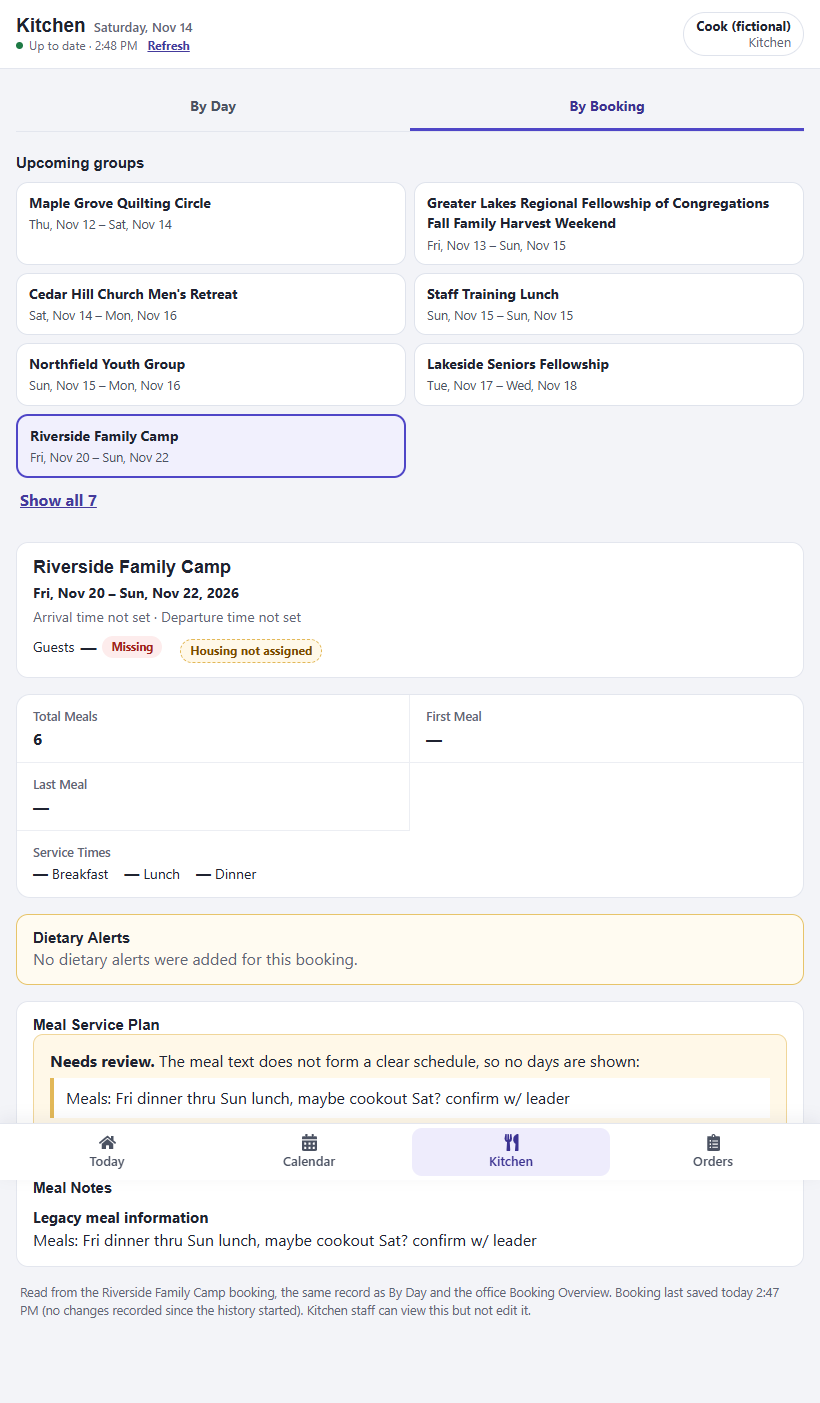 Kitchen Saturday, Nov 14
Up to date · 2:48 PM Refresh
Cook (fictional)
Kitchen
By Day
By Booking
Upcoming groups
Maple Grove Quilting Circle
Thu, Nov 12 – Sat, Nov 14
Greater Lakes Regional Fellowship of Congregations
Fall Family Harvest Weekend
Fri, Nov 13 – Sun, Nov 15
Cedar Hill Church Men's Retreat
Sat, Nov 14 – Mon, Nov 16
Staff Training Lunch
Sun, Nov 15 – Sun, Nov 15
Northfield Youth Group
Sun, Nov 15 – Mon, Nov 16
Lakeside Seniors Fellowship
Tue, Nov 17 – Wed, Nov 18
Riverside Family Camp
Fri, Nov 20 – Sun, Nov 22
Show all 7
Riverside Family Camp
Fri, Nov 20 – Sun, Nov 22, 2026
Arrival time not set · Departure time not set
Guests — Missing Housing not assigned
Total Meals
6
First Meal
—
Last Meal
—
Service Times
— Breakfast — Lunch — Dinner
Dietary Alerts
No dietary alerts were added for this booking.
Meal Service Plan
Needs review. The meal text does not form a clear schedule, so no days are shown:
Meals: Fri dinner thru Sun lunch, maybe cookout Sat? confirm w/ leader
Today
Calendar
Kitchen
Orders
Meal Notes
Legacy meal information
Meals: Fri dinner thru Sun lunch, maybe cookout Sat? confirm w/ leader
Read from the Riverside Family Camp booking, the same record as By Day and the office Booking Overview. Booking last saved today 2:47
PM (no changes recorded since the history started). Kitchen staff can view this but not edit it.